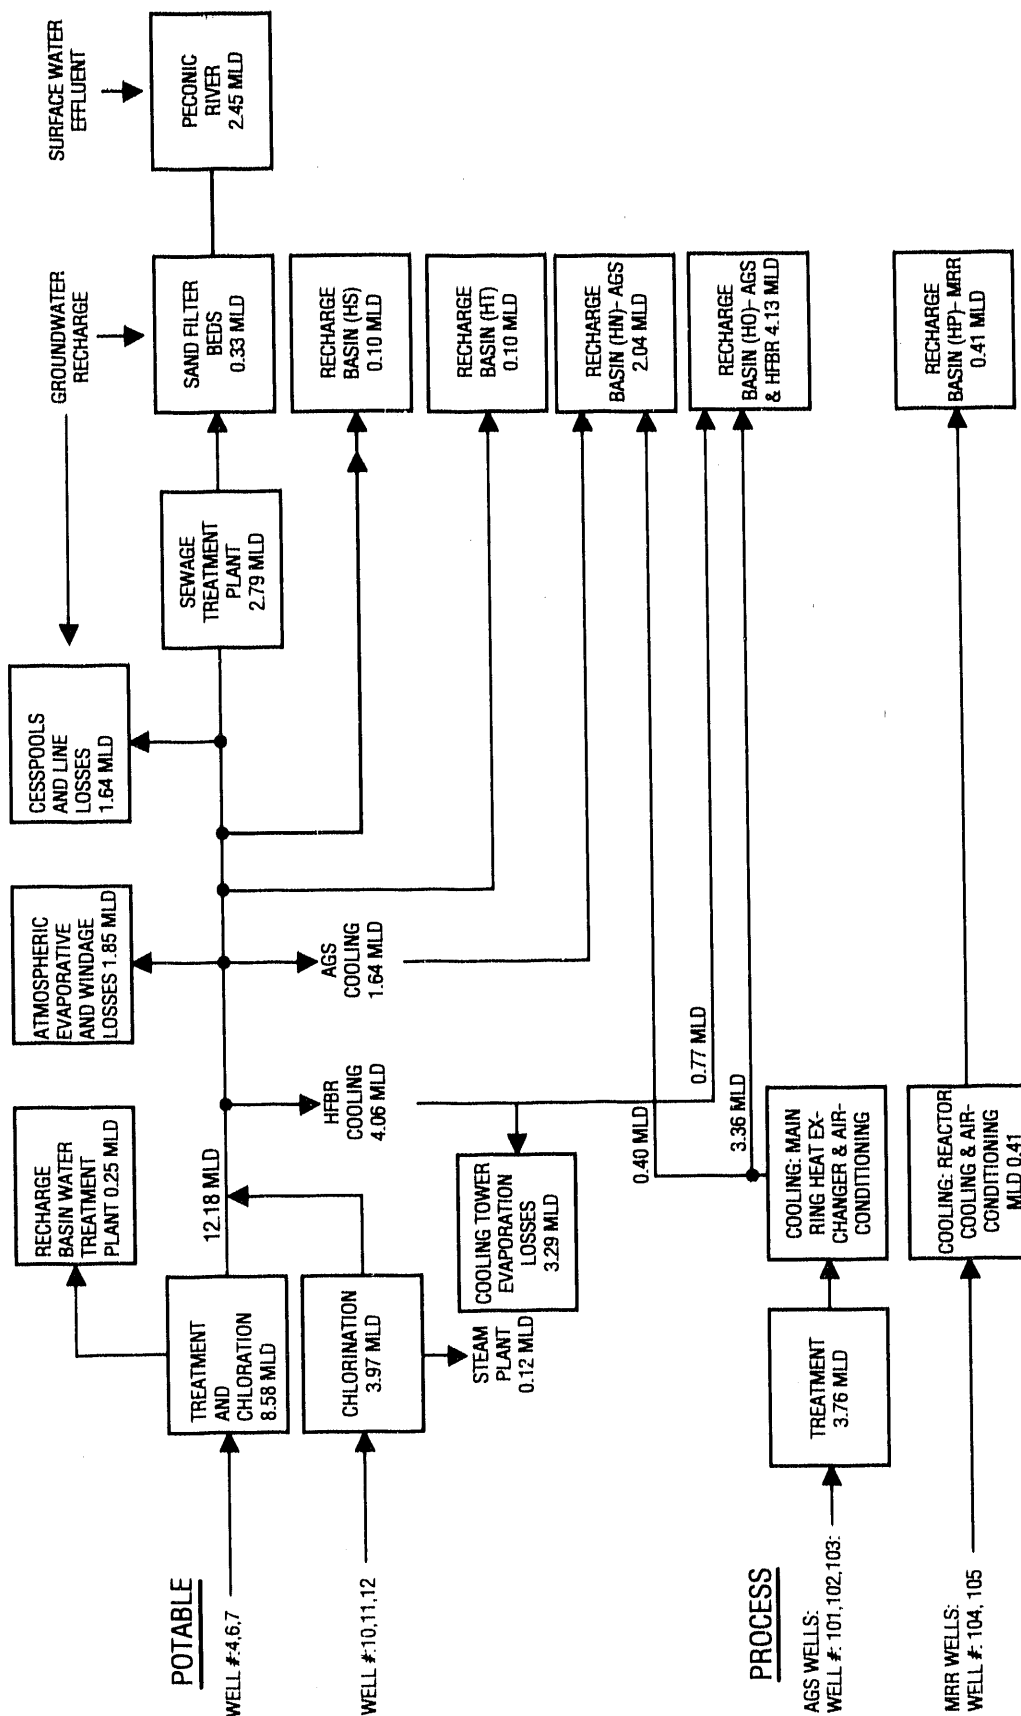 POTABLE
WELL #:4,6,7
WELL #:10,11,12
TREATMENT
AND
CHLORATION
8.58 MLD
CHLORINATION
3.97 MLD
RECHARGE
BASIN WATER
TREATMENT
PLANT 0.25 MLD
12.18 MLD
STEAM
PLANT
0.12 MLD
HFBR
COOLING
4.06 MLD
COOLING TOWER
EVAPORATION
LOSSES
3.29 MLD
ATMOSPHERIC
EVAPORATIVE
AND WINDAGE
LOSSES 1.85 MLD
AGS
COOLING
1.64 MLD
CESSPOOLS
AND LINE
LOSSES
1.64 MLD
SEWAGE
TREATMENT
PLANT
2.79 MLD
GROUNDWATER
RECHARGE
SURFACE WATER
EFFLUENT
SAND FILTER
BEDS
0.33 MLD
PECONIC
RIVER
2.45 MLD
RECHARGE
BASIN (HS)
0.10 MLD
RECHARGE
BASIN (HT)
0.10 MLD
RECHARGE
BASIN (HN)- AGS
2.04 MLD
RECHARGE
BASIN (HO)- AGS
& HFBR 4.13 MLD
0.40 MLD
0.77 MLD
3.36 MLD
PROCESS
AGS WELLS:
WELL #: 101,102,103:
TREATMENT
3.76 MLD
COOLING: MAIN
RING HEAT EX-
CHANGER & AIR-
CONDITIONING
MRR WELLS:
WELL #: 104, 105
COOLING: REACTOR
COOLING & AIR-
CONDITIONING
MLD 0.41
RECHARGE
BASIN (HP)- MRR
0.41 MLD